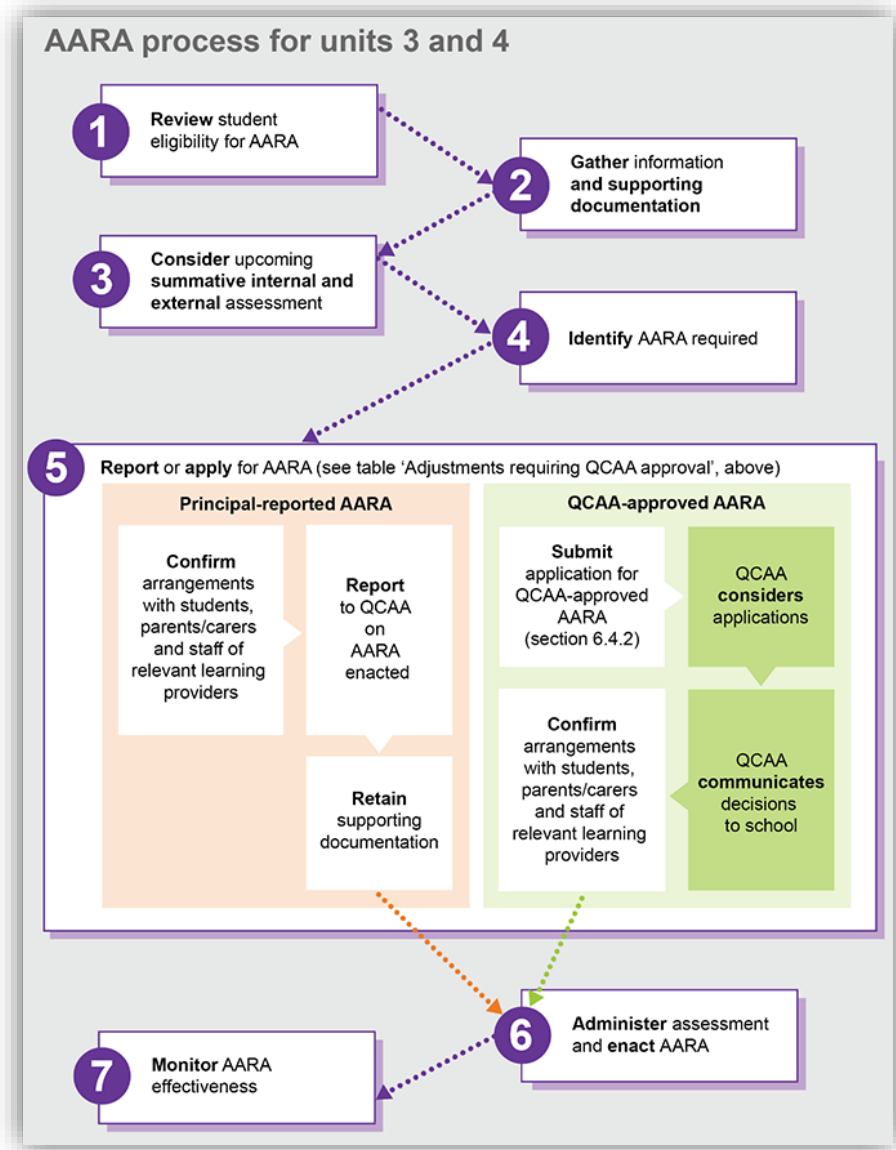 AARA process for units 3 and 4
1
Review student
eligibility for AARA
2
Gather information
and supporting
documentation
3
Consider upcoming
summative internal and
external assessment
4
Identify AARA required
5
Report or apply for AARA (see table ‘Adjustments requiring QCAA approval’, above)
Principal-reported AARA
Confirm
arrangements
with students,
parents/carers
and staff of
relevant learning
providers
Report
to QCAA
on
AARA
enacted
Retain
supporting
documentation
QCAA-approved AARA
Submit
application for
QCAA-approved
AARA
(section 6.4.2)
QCAA
considers
applications
QCAA
communicates
decisions
to school
Confirm
arrangements
with students,
parents/carers
and staff of
relevant learning
providers
6
Administer assessment
and enact AARA
7
Monitor AARA
effectiveness